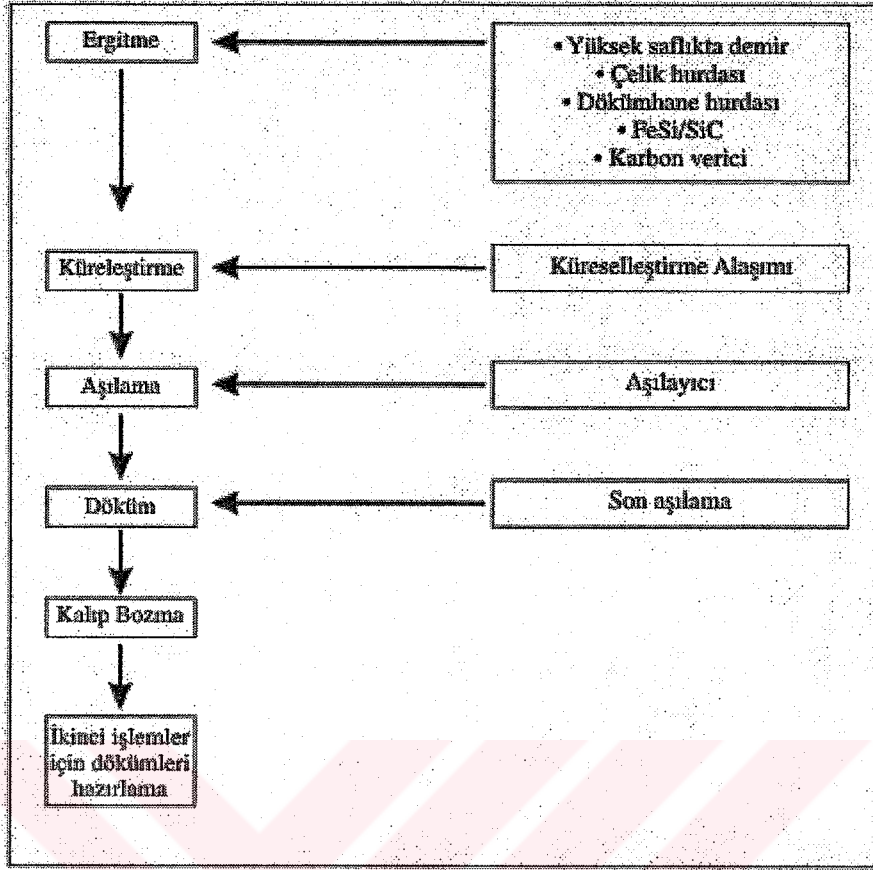 Ergitme
• Yüksek saflıkta demir
• Çelik hurdası
• Dökümhane hurdası
• FeSi/SiC
• Karbon verici
Küreleştirme
Küreselleştirme Alaşımı
Aşılama
Aşılayıcı
Döküm
Son aşılama
Kalıp Bozma
İkinci işlemler
için dökümleri
hazırlama